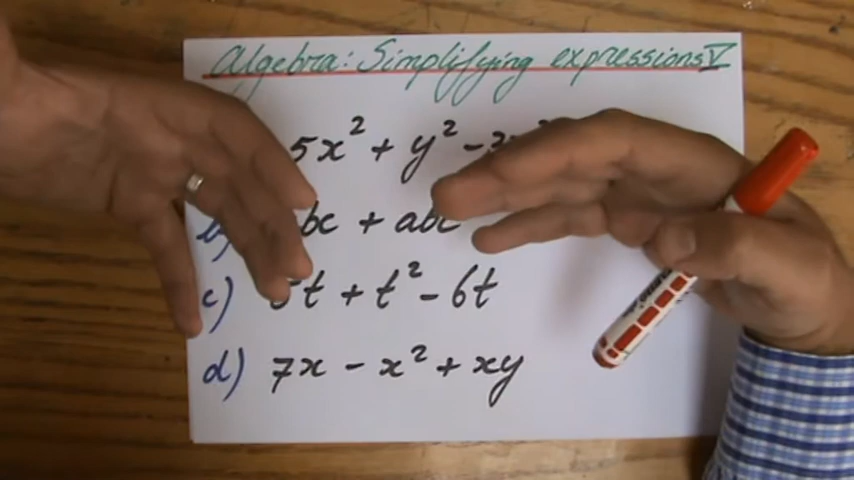 Algebra: Simplifying expressions V
5x² + y² -
b) bc + abc
c) t + t² - 6t
d) 7x - x² + xy